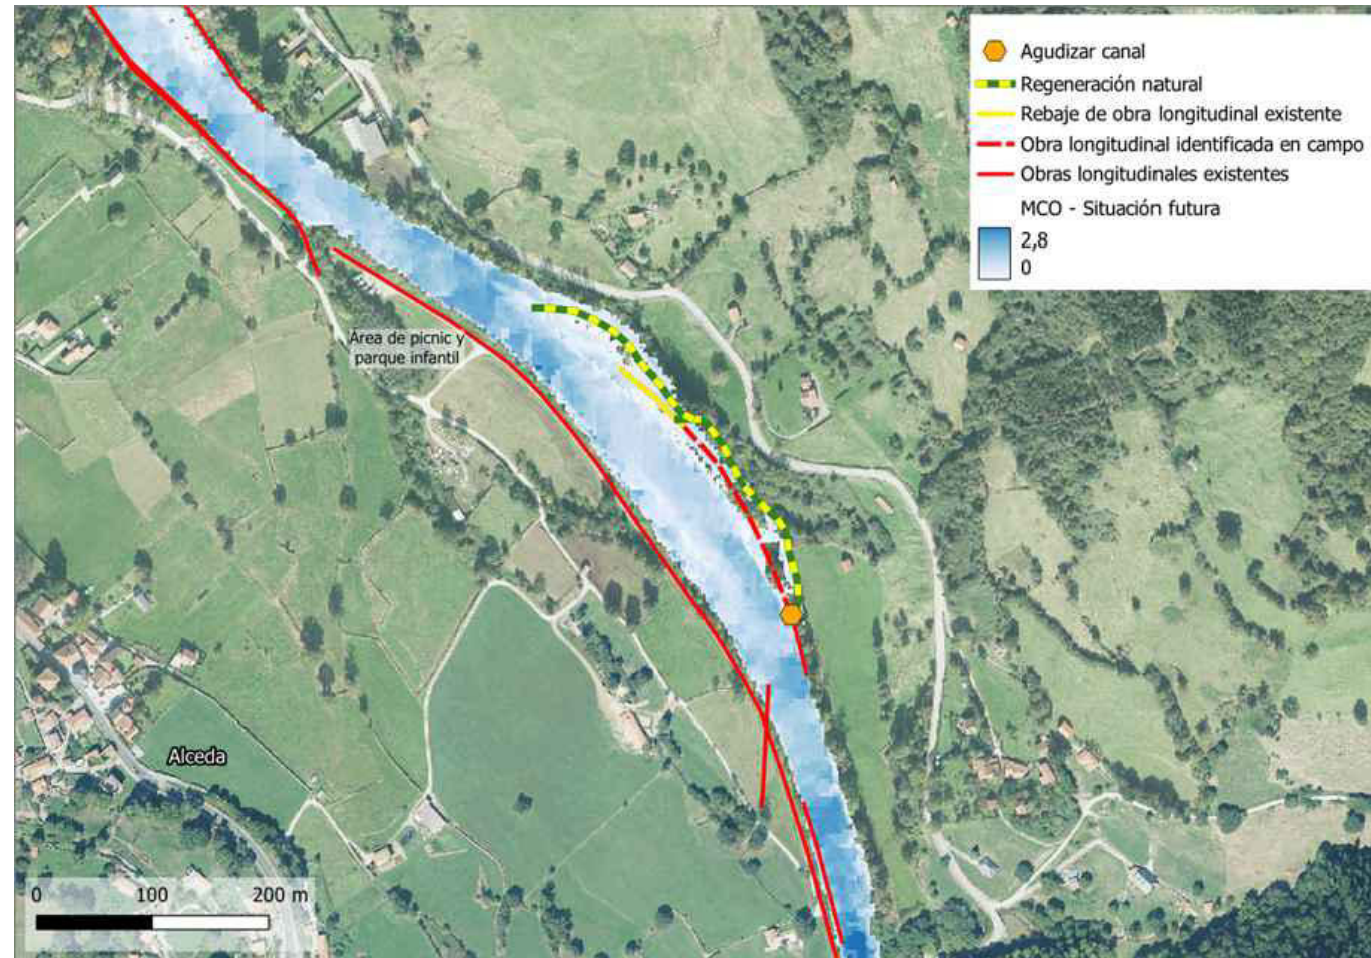 Agudizar canal
Regeneración natural
Rebaje de obra longitudinal existente
Obra longitudinal identificada en campo
Obras longitudinales existentes
MCO - Situación futura
2,8
0
Área de picnic y
parque infantil
Alceda
0 100 200 m